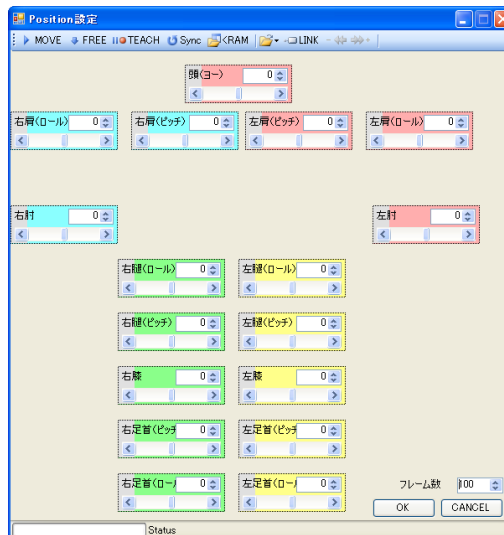 Position設定
MOVE FREE TEACH Sync <RAM LINK
頭(ヨー) 0
右肩(ロール) 0 右肩(ピッチ) 0 左肩(ピッチ) 0 左肩(ロール) 0
右肘 0 左肘 0
右腿(ロール) 0 左腿(ロール) 0
右腿(ピッチ) 0 左腿(ピッチ) 0
右膝 0 左膝 0
右足首(ピッチ 0 左足首(ピッチ 0
右足首(ロー 0 左足首(ロー 0
フレーム数 100
OK CANCEL
Status